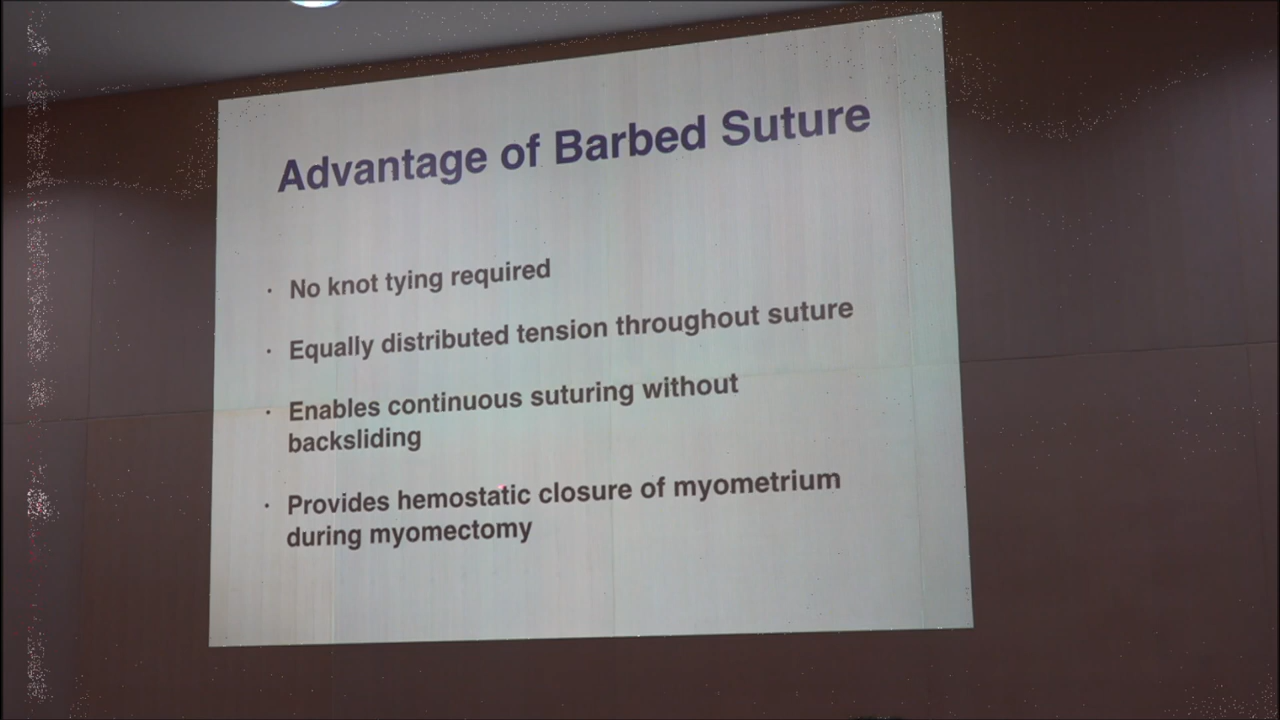 Advantage of Barbed Suture
· No knot tying required
· Equally distributed tension throughout suture
· Enables continuous suturing without
backsliding
· Provides hemostatic closure of myometrium
during myomectomy